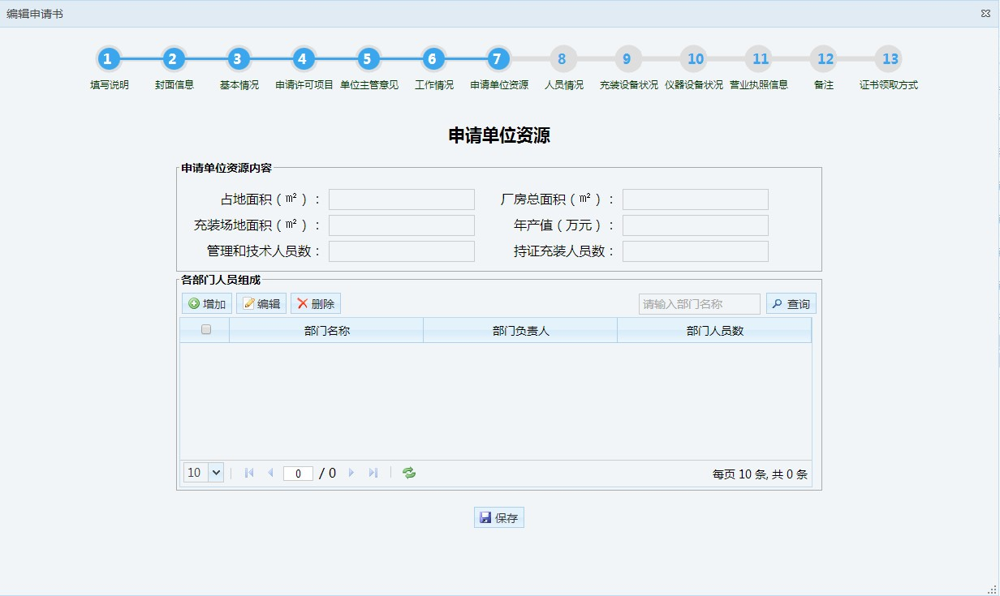 编辑申请书
1 2 3 4 5 6 7 8 9 10 11 12 13
填写说明 封面信息 基本情况 申请许可项目 单位主管意见 工作情况 申请单位资源 人员情况 充装设备状况 仪器设备状况 营业执照信息 备注 证书领取方式
申请单位资源
申请单位资源内容
占地面积（㎡）： 厂房总面积（㎡）：
充装场地面积（㎡）： 年产值（万元）：
管理和技术人员数： 持证充装人员数：
各部门人员组成
增加 编辑 删除 请输入部门名称 查询
部门名称 部门负责人 部门人员数
10 0 / 0 每页 10 条, 共 0 条
保存